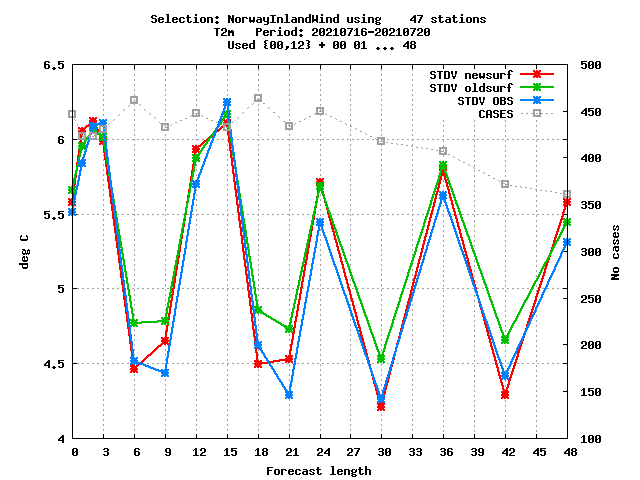 Selection: NorwayInlandWind using    47 stations
T2m   Period: 20210716-20210720
Used {00,12} + 00 01 ... 48
STDV newsurf
STDV oldsurf
STDV OBS
CASES
deg C
6.5
6
5.5
5
4.5
4
500
450
400
350
300
250
200
150
100
No cases
0 3 6 9 12 15 18 21 24 27 30 33 36 39 42 45 48
Forecast length